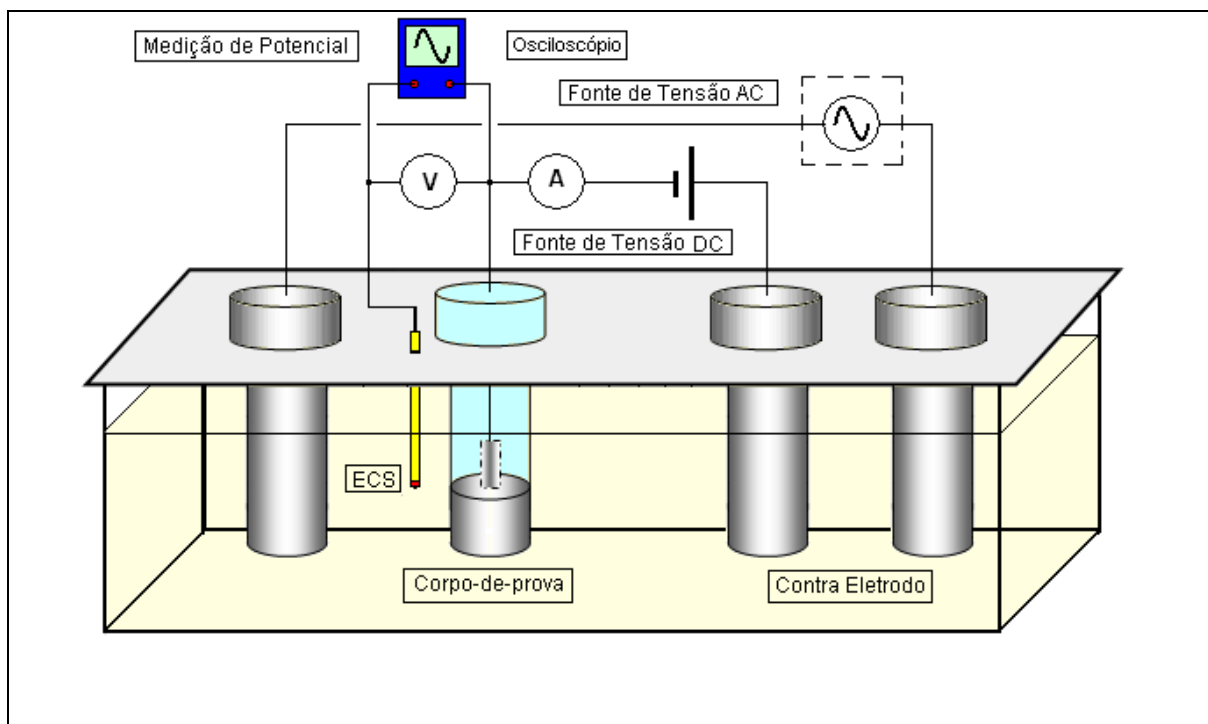 Medição de Potencial
Osciloscópio
Fonte de Tensão AC
V
A
Fonte de Tensão DC
ECS
Corpo-de-prova
Contra Eletrodo